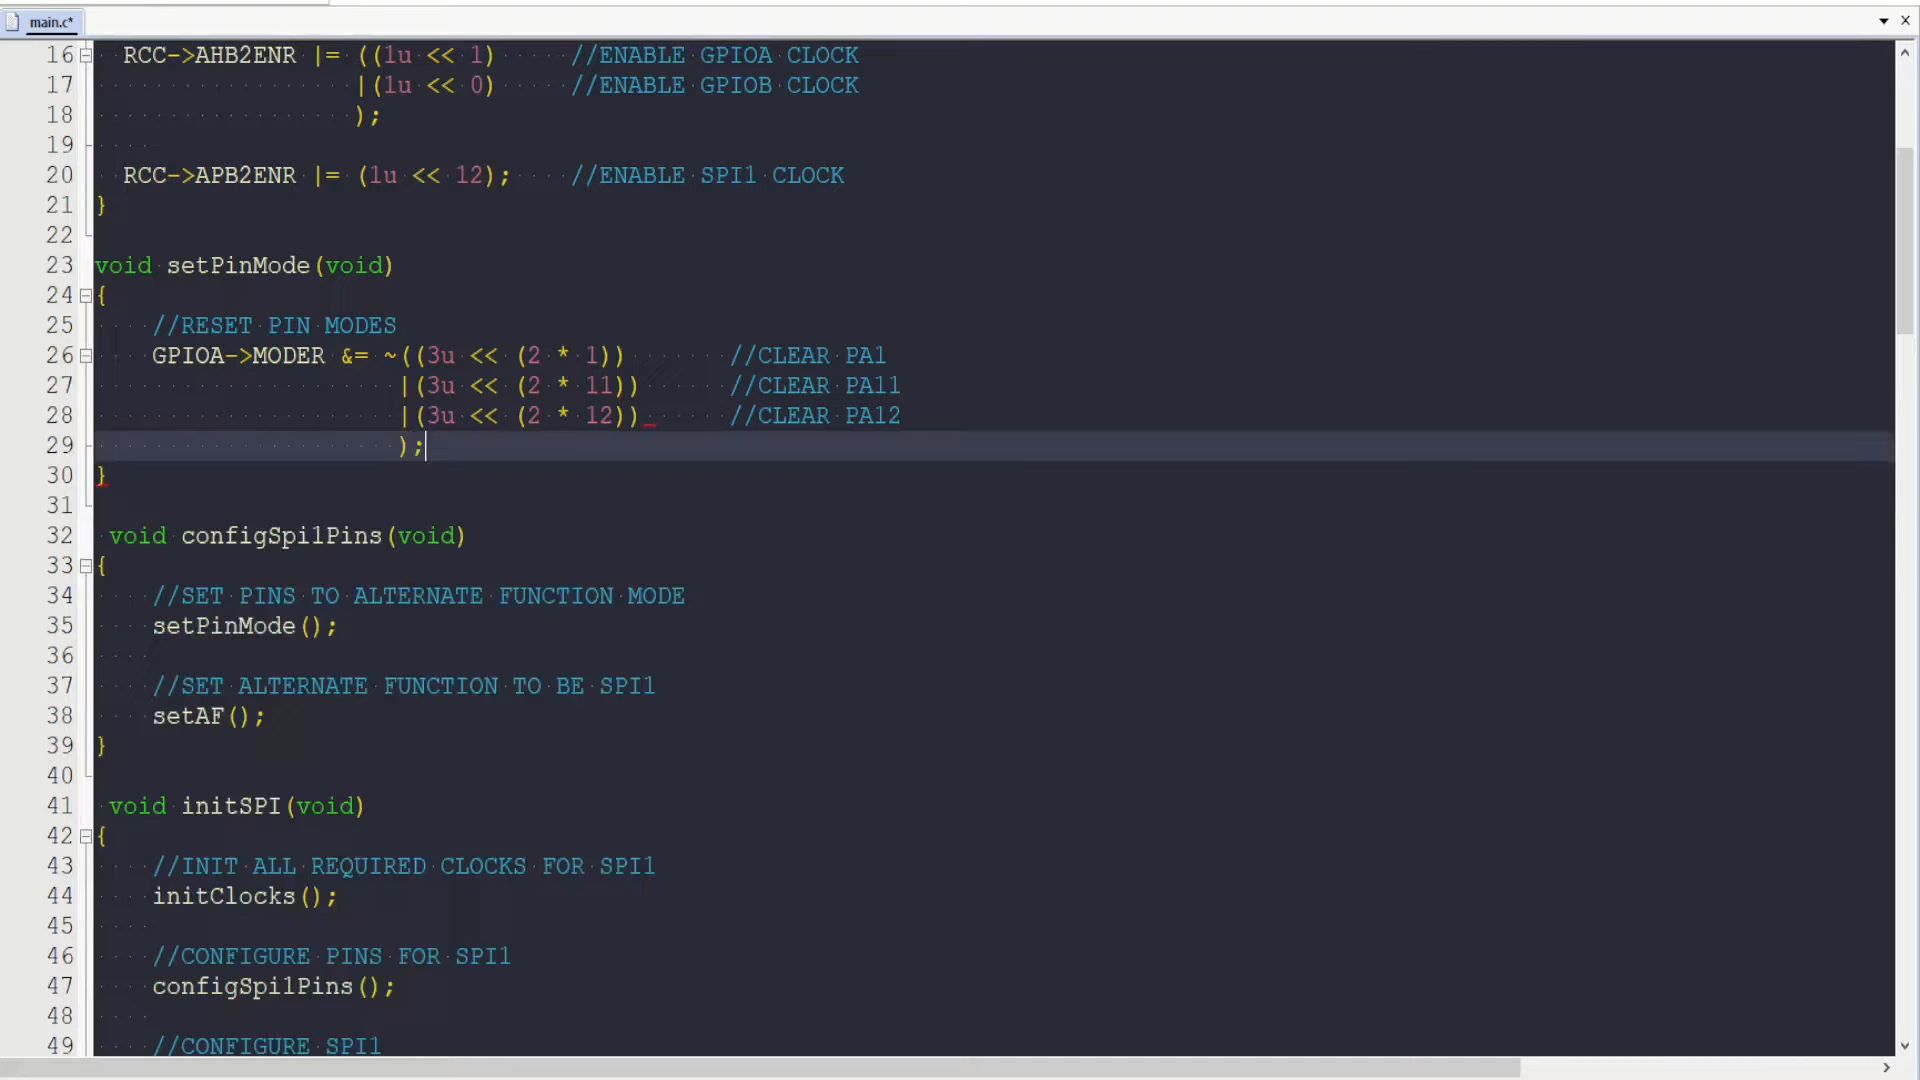 main.c*
16 RCC->AHB2ENR |= ((1u << 1) //ENABLE GPIOA CLOCK
17 |(1u << 0) //ENABLE GPIOB CLOCK
18 );
19
20 RCC->APB2ENR |= (1u << 12); //ENABLE SPI1 CLOCK
21 }
22
23 void setPinMode(void)
24 {
25 //RESET PIN MODES
26 GPIOA->MODER &= ~((3u << (2 * 1)) //CLEAR PA1
27 |(3u << (2 * 11)) //CLEAR PA11
28 |(3u << (2 * 12)) //CLEAR PA12
29 );
30 }
31
32 void configSpi1Pins(void)
33 {
34 //SET PINS TO ALTERNATE FUNCTION MODE
35 setPinMode();
36
37 //SET ALTERNATE FUNCTION TO BE SPI1
38 setAF();
39 }
40
41 void initSPI(void)
42 {
43 //INIT ALL REQUIRED CLOCKS FOR SPI1
44 initClocks();
45
46 //CONFIGURE PINS FOR SPI1
47 configSpi1Pins();
48
49 //CONFIGURE SPI1